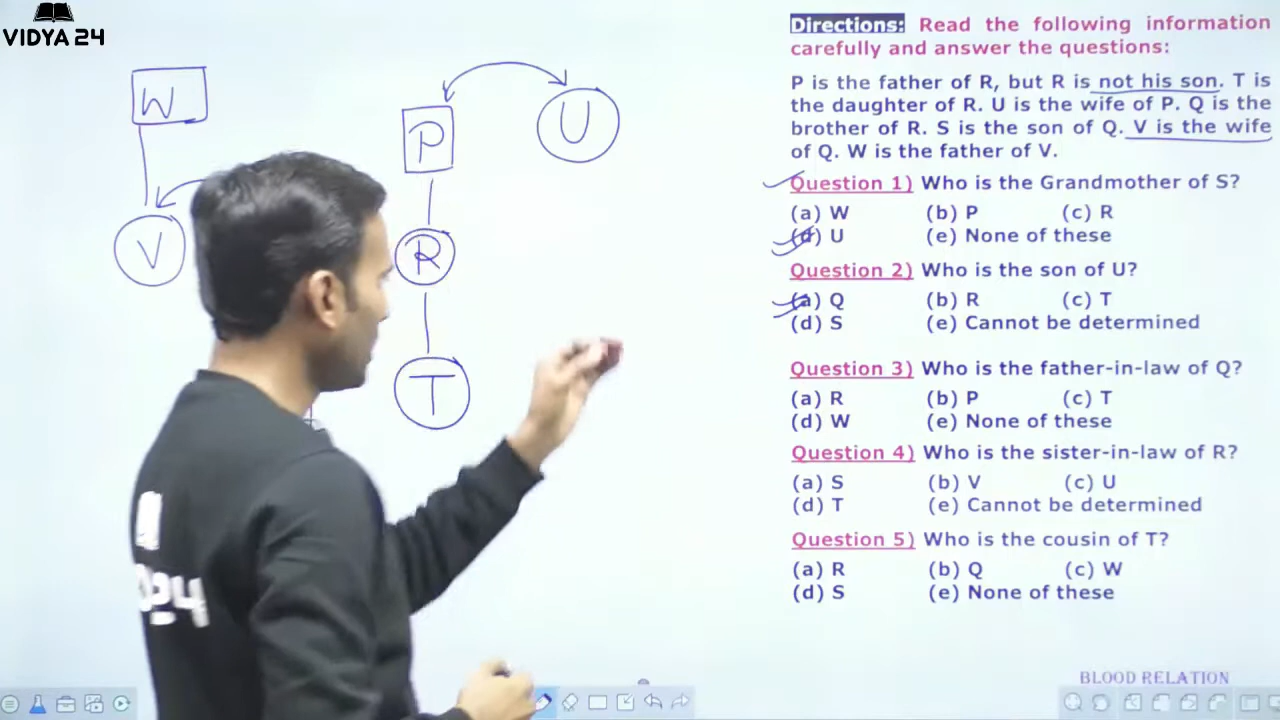 VIDYA 24
W
P
U
V
R
T
Directions: Read the following information
carefully and answer the questions:
P is the father of R, but R is not his son. T is
the daughter of R. U is the wife of P. Q is the
brother of R. S is the son of Q. V is the wife
of Q. W is the father of V.
Question 1) Who is the Grandmother of S?
(a) W (b) P (c) R
(d) U (e) None of these
Question 2) Who is the son of U?
(a) Q (b) R (c) T
(d) S (e) Cannot be determined
Question 3) Who is the father-in-law of Q?
(a) R (b) P (c) T
(d) W (e) None of these
Question 4) Who is the sister-in-law of R?
(a) S (b) V (c) U
(d) T (e) Cannot be determined
Question 5) Who is the cousin of T?
(a) R (b) Q (c) W
(d) S (e) None of these
BLOOD RELATION